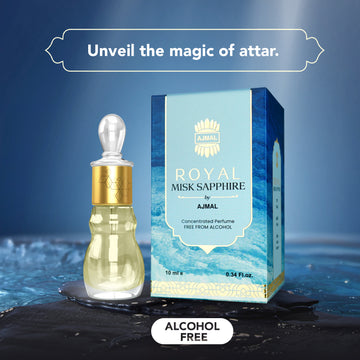 Unveil the magic of attar.
AJMAL
ROYAL
MISK SAPPHIRE
by
AJMAL
Concentrated Perfume
FREE FROM ALCOHOL
10 ml e
0.34 Fl.oz.
ALCOHOL
FREE